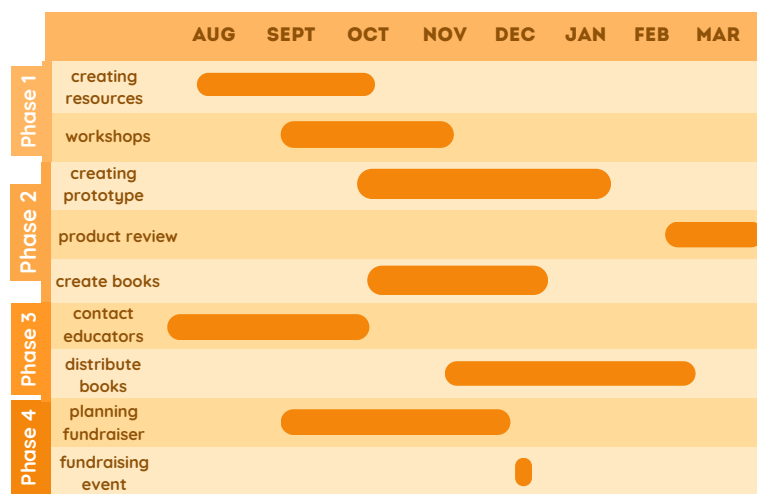 AUG SEPT OCT NOV DEC JAN FEB MAR
Phase 1
creating
resources
workshops
Phase 2
creating
prototype
product review
create books
Phase 3
contact
educators
distribute
books
Phase 4
planning
fundraiser
fundraising
event